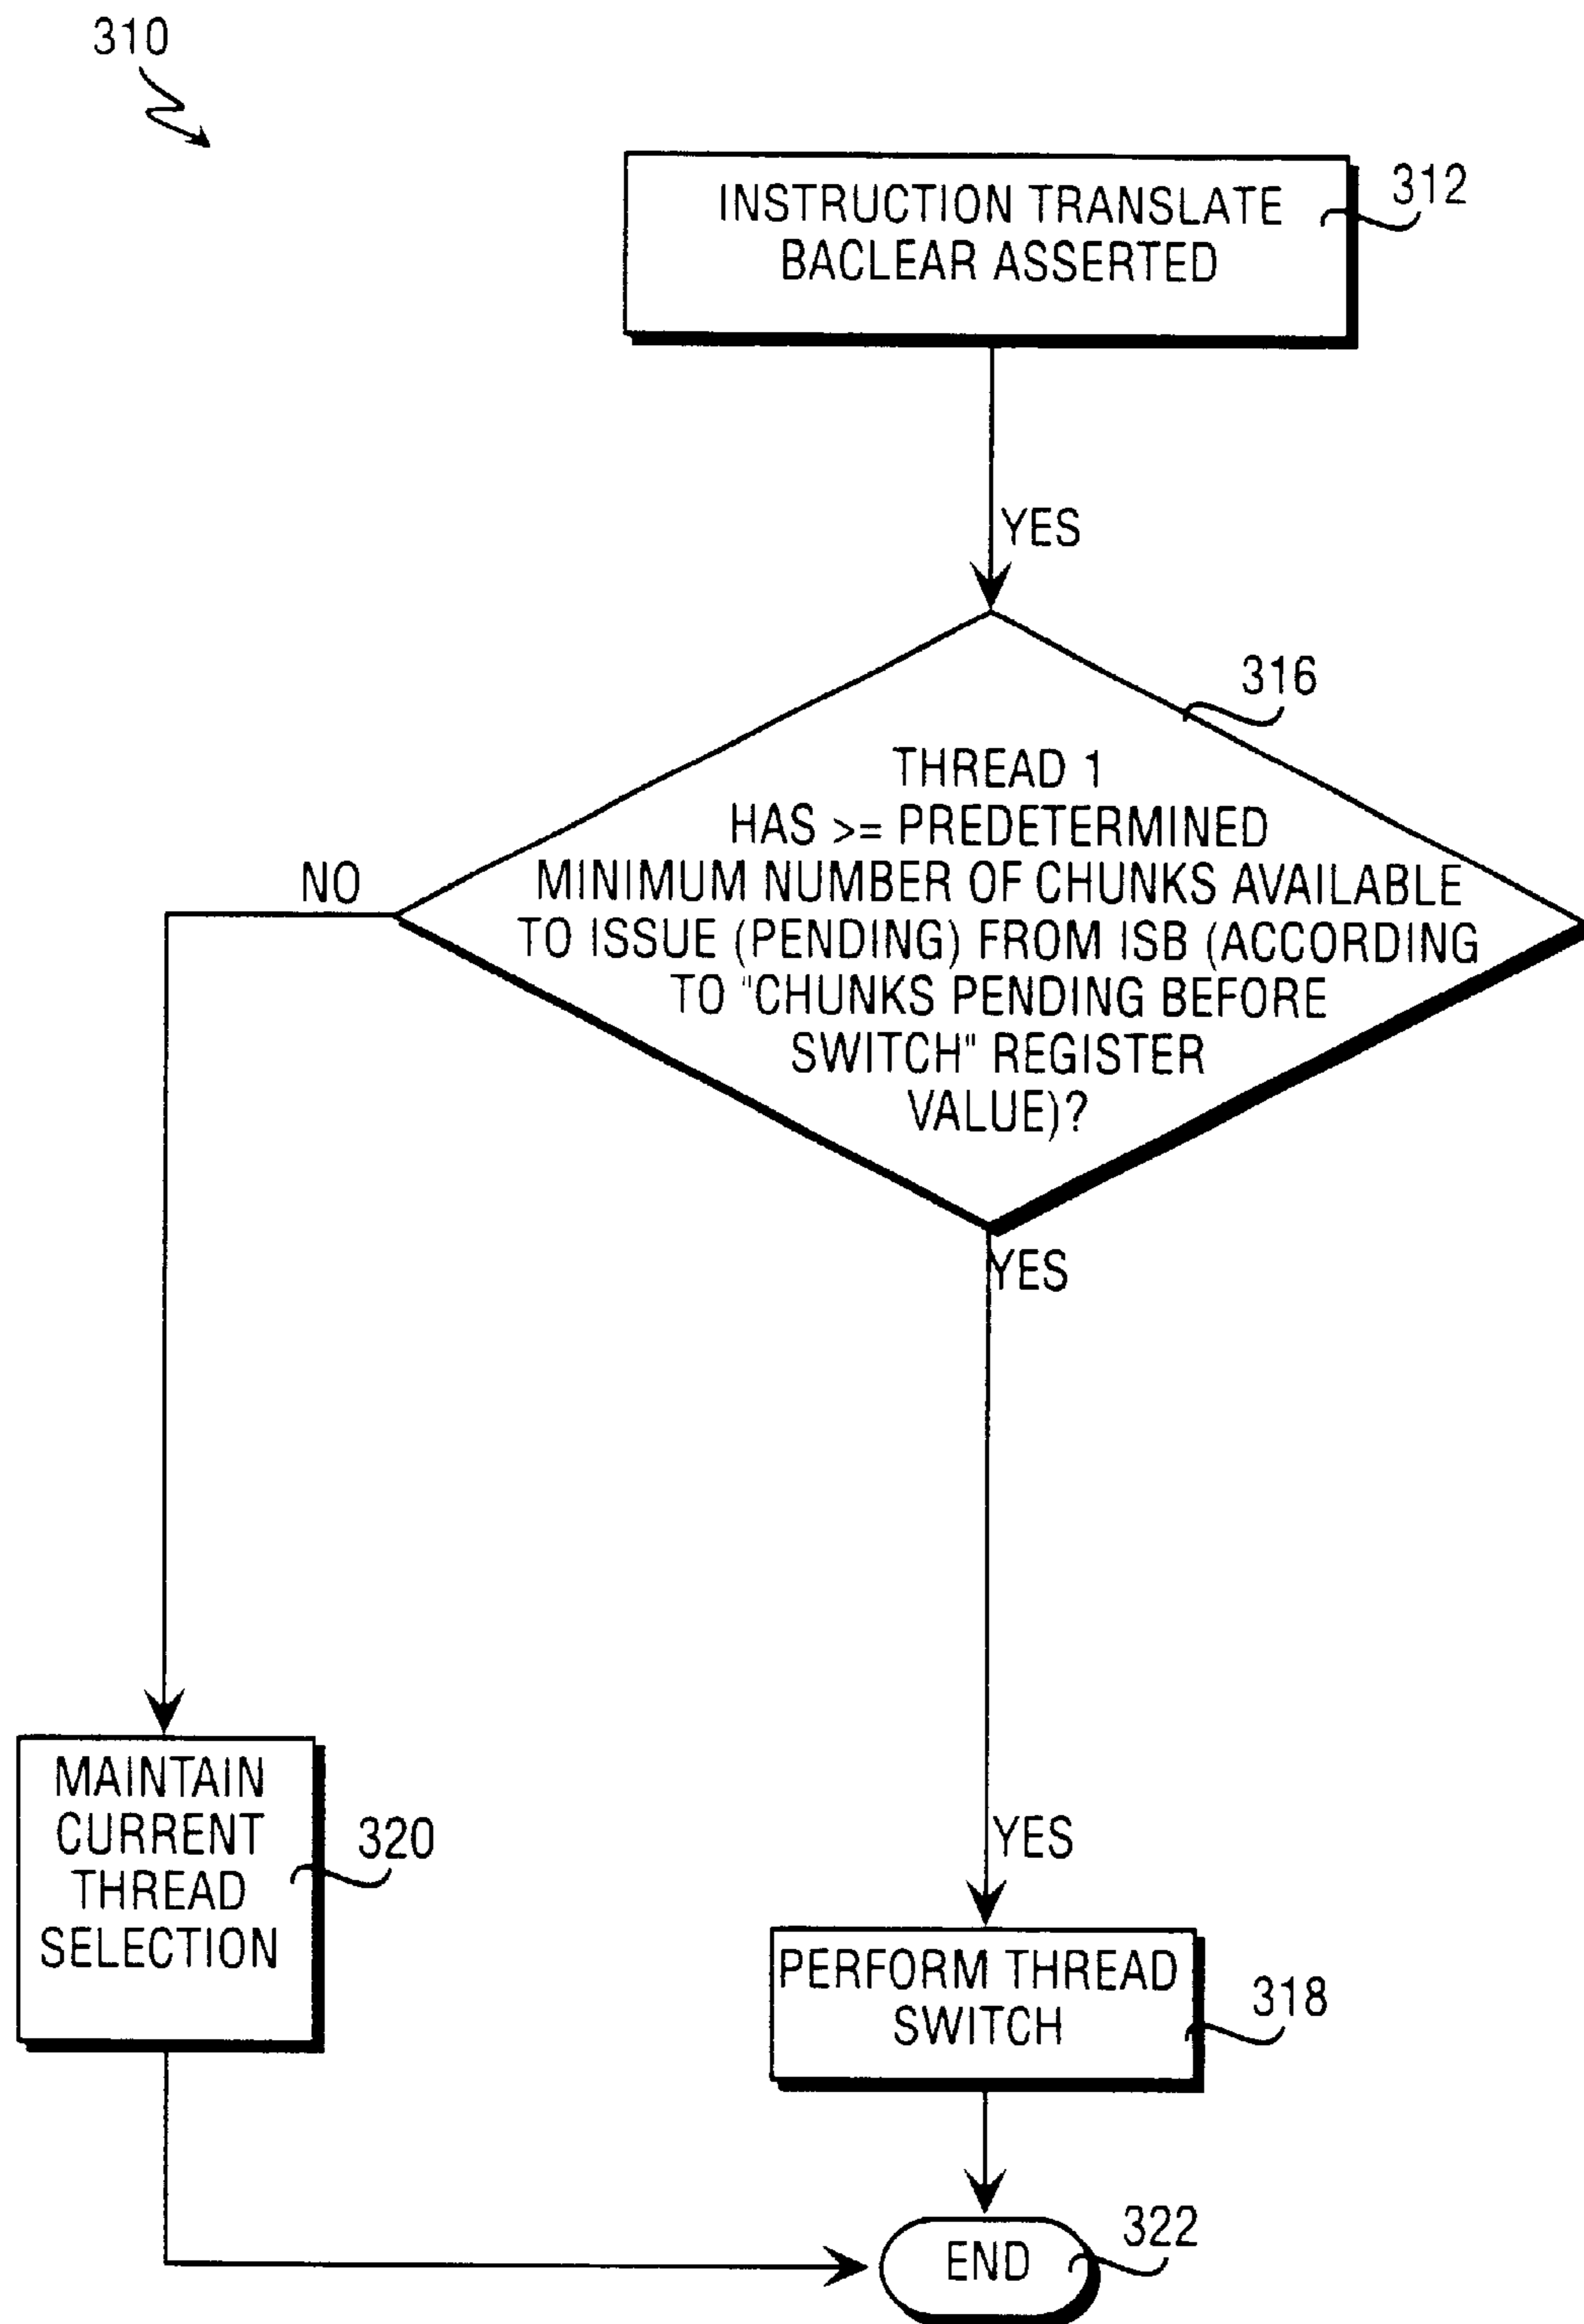 310
INSTRUCTION TRANSLATE
BACLEAR ASSERTED
312
YES
316
THREAD 1
HAS >= PREDETERMINED
MINIMUM NUMBER OF CHUNKS AVAILABLE
TO ISSUE (PENDING) FROM ISB (ACCORDING
TO "CHUNKS PENDING BEFORE
SWITCH" REGISTER
VALUE)?
NO
YES
MAINTAIN
CURRENT
THREAD
SELECTION
320
YES
PERFORM THREAD
SWITCH
318
END
322